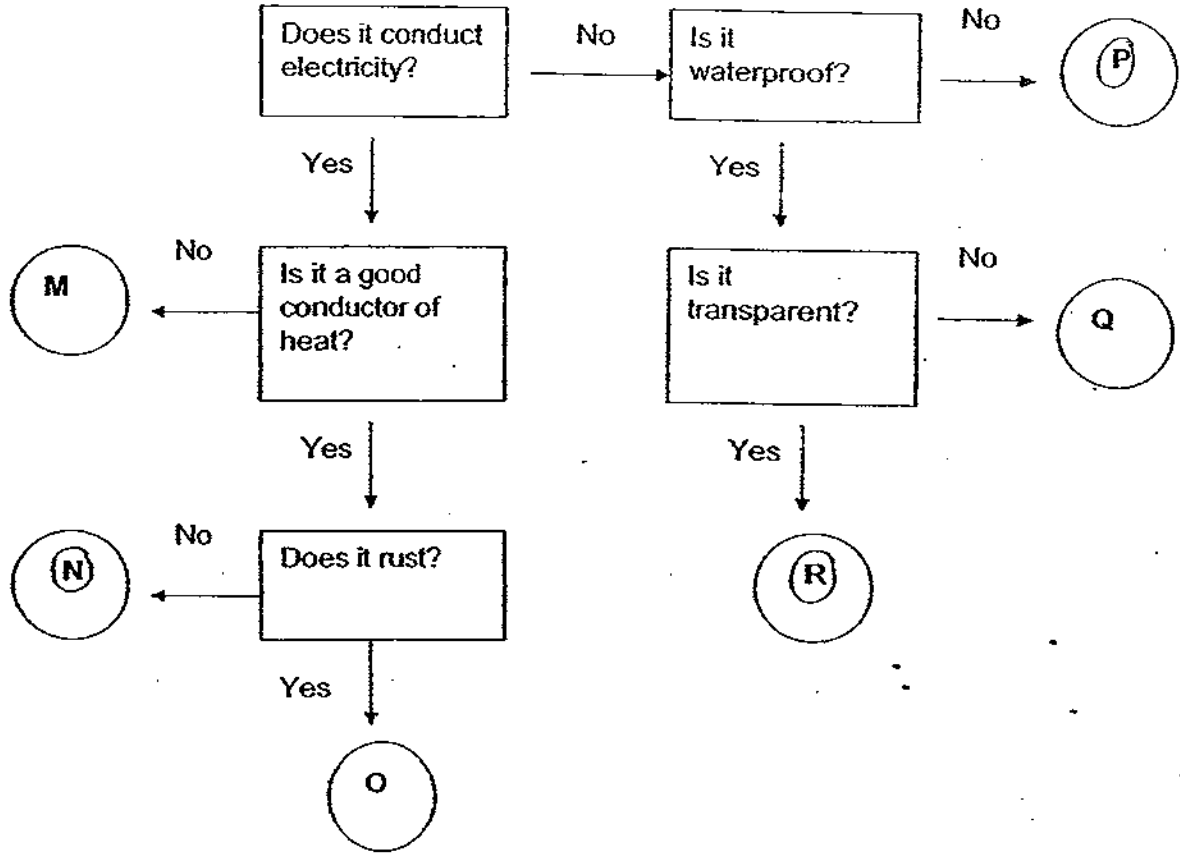 Does it conduct
electricity?
No
Is it
waterproof?
No
P
Yes
Yes
M
No
Is it a good
conductor of
heat?
Is it
transparent?
No
Q
Yes
Yes
N
No
Does it rust?
R
Yes
O